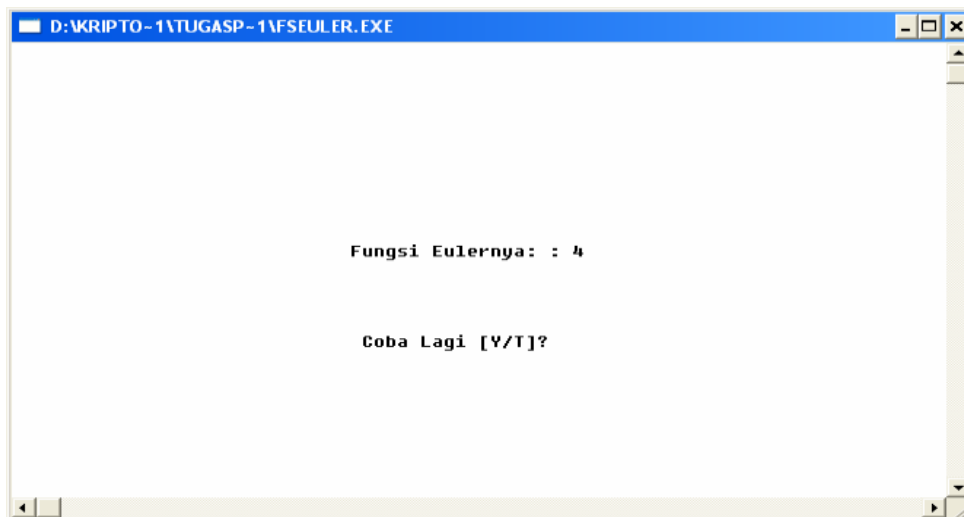 D:\KRIPTO~1\TUGASP~1\FSEULER.EXE
Fungsi Eulernya: : 4
Coba Lagi [Y/T]?